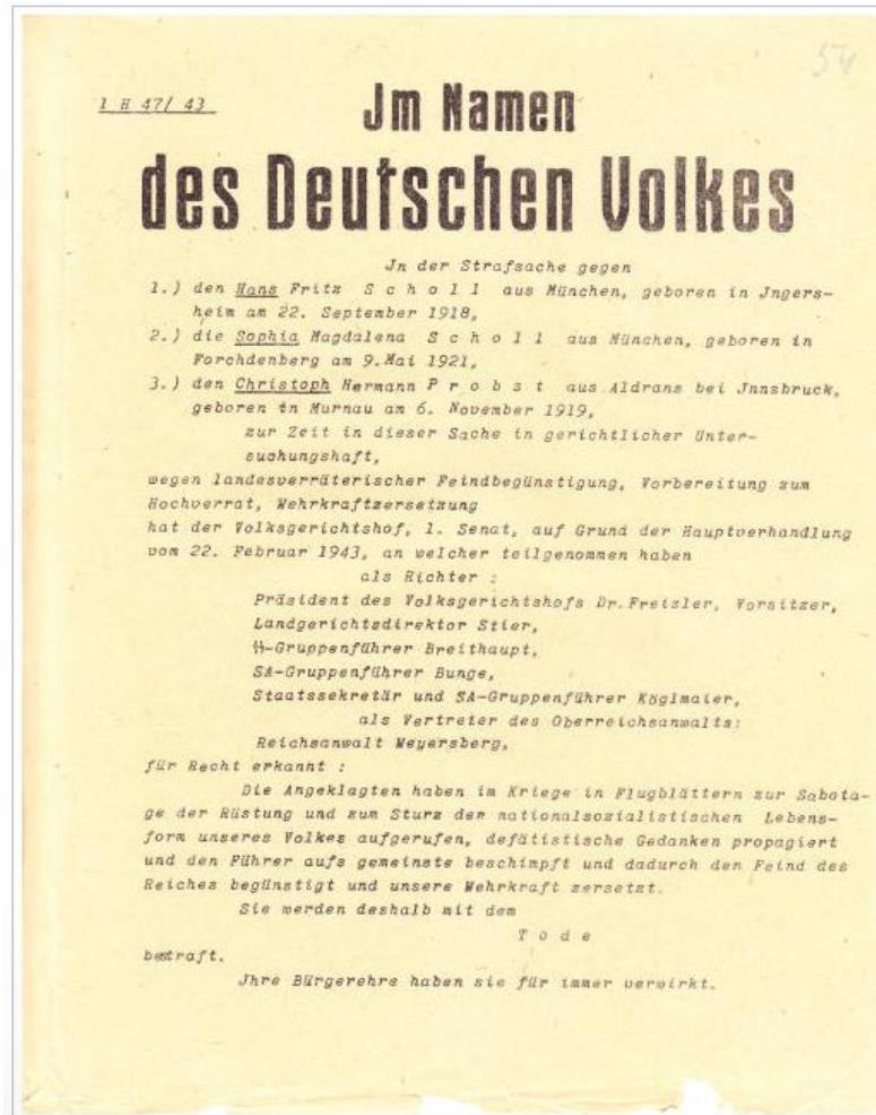 54
1 H 47/ 43
Jm Namen
des Deutschen Volkes
Jn der Strafsache gegen
1.) den Hans Fritz S c h o l l aus München, geboren in Jngers-
heim am 22. September 1918,
2.) die Sophia Magdalena S c h o l l aus München, geboren in
Forchdenberg am 9.Mai 1921,
3.) den Christoph Hermann P r o b s t aus Aldrans bei Jnnsbruck,
geboren in Murnau am 6. November 1919,
zur Zeit in dieser Sache in gerichtlicher Unter-
suchungshaft,
wegen landesverräterischer Feindbegünstigung, Vorbereitung zum
Hochverrat, Wehrkraftzersetzung
hat der Volksgerichtshof, 1. Senat, auf Grund der Hauptverhandlung
vom 22. Februar 1943, an welcher teilgenommen haben
als Richter :
Präsident des Volksgerichtshofs Dr.Freisler, Vorsitzer,
Landgerichtsdirektor Stier,
SS-Gruppenführer Breithaupt,
SA-Gruppenführer Bunge,
Staatssekretär und SA-Gruppenführer Köglmaier,
als Vertreter des Oberreichsanwalts:
Reichsanwalt Weyersberg,
für Recht erkannt :
Die Angeklagten haben im Kriege in Flugblättern zur Sabota-
ge der Rüstung und zum Sturz der nationalsozialistischen Lebens-
form unseres Volkes aufgerufen, defätistische Gedanken propagiert
und den Führer aufs gemeinste beschimpft und dadurch den Feind des
Reiches begünstigt und unsere Wehrkraft zersetzt.
Sie werden deshalb mit dem
T o d e
bestraft.
Jhre Bürgerehre haben sie für immer verwirkt.